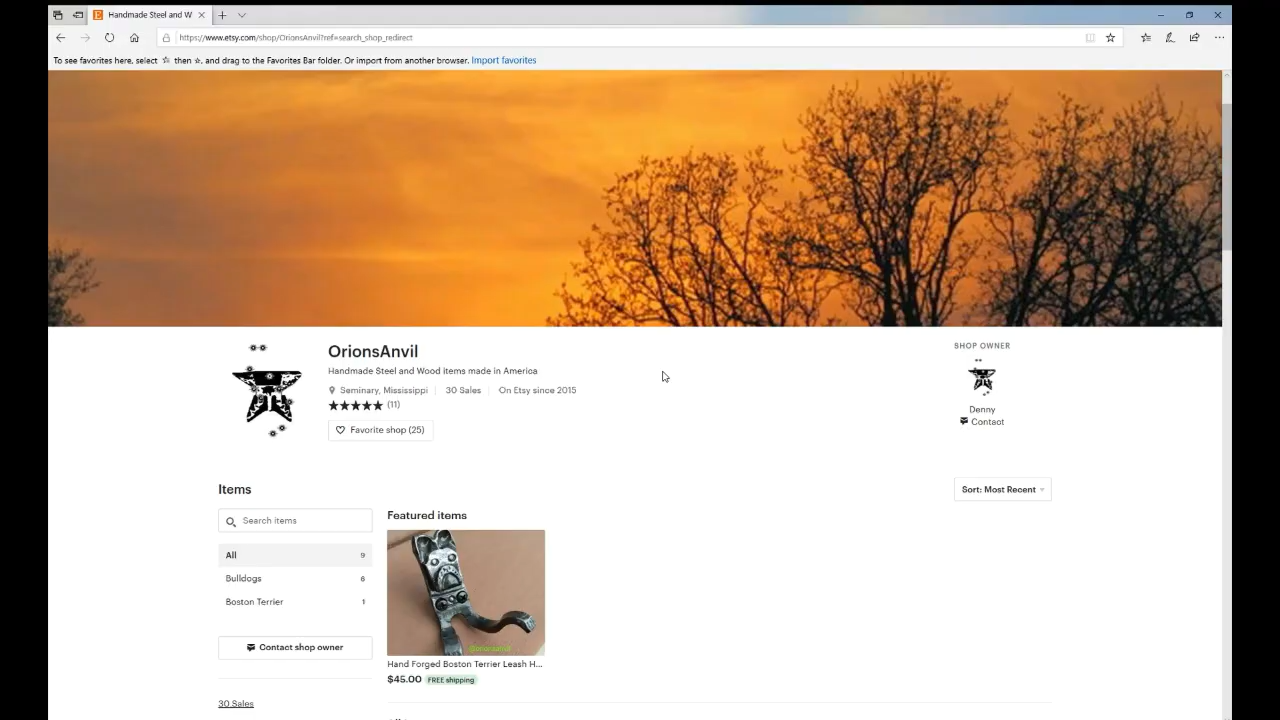 Handmade Steel and W
https://www.etsy.com/shop/OrionsAnvil?ref=search_shop_redirect
To see favorites here, select ☆ then ☆, and drag to the Favorites Bar folder. Or import from another browser. Import favorites
OrionsAnvil
Handmade Steel and Wood items made in America
Seminary, Mississippi | 30 Sales | On Etsy since 2015
(11)
Favorite shop (25)
SHOP OWNER
Denny
Contact
Items
Sort: Most Recent
Search items
All 9
Bulldogs 6
Boston Terrier 1
Contact shop owner
30 Sales
Featured items
Hand Forged Boston Terrier Leash H...
$45.00 FREE shipping